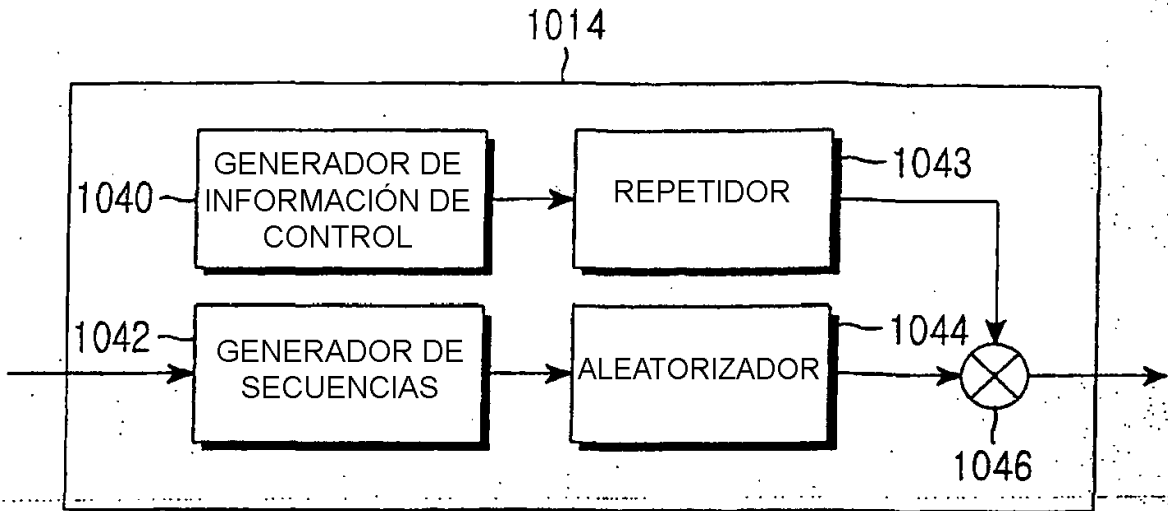 1014
GENERADOR DE
INFORMACIÓN DE
CONTROL
1040
REPETIDOR
1043
1042
GENERADOR DE
SECUENCIAS
ALEATORIZADOR
1044
1046